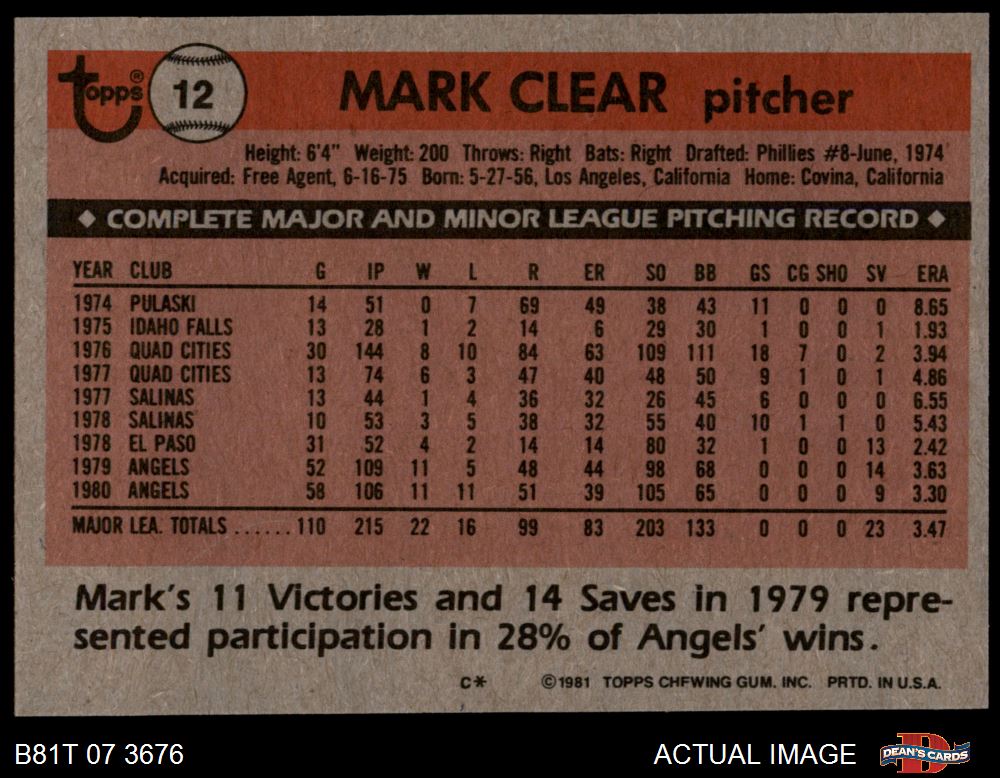 Topps® 12 MARK CLEAR pitcher
Height: 6'4" Weight: 200 Throws: Right Bats: Right Drafted: Phillies #8-June, 1974
Acquired: Free Agent, 6-16-75 Born: 5-27-56, Los Angeles, California Home: Covina, California
◆ COMPLETE MAJOR AND MINOR LEAGUE PITCHING RECORD ◆
YEAR CLUB G IP W L R ER SO BB GS CG SHO SV ERA
1974 PULASKI 14 51 0 7 69 49 38 43 11 0 0 0 8.65
1975 IDAHO FALLS 13 28 1 2 14 6 29 30 1 0 0 1 1.93
1976 QUAD CITIES 30 144 8 10 84 63 109 111 18 7 0 2 3.94
1977 QUAD CITIES 13 74 6 3 47 40 48 50 9 1 0 1 4.86
1977 SALINAS 13 44 1 4 36 32 26 45 6 0 0 0 6.55
1978 SALINAS 10 53 3 5 38 32 55 40 10 1 1 0 5.43
1978 EL PASO 31 52 4 2 14 14 80 32 1 0 0 13 2.42
1979 ANGELS 52 109 11 5 48 44 98 68 0 0 0 14 3.63
1980 ANGELS 58 106 11 11 51 39 105 65 0 0 0 9 3.30
MAJOR LEA. TOTALS ...... 110 215 22 16 99 83 203 133 0 0 0 23 3.47
Mark's 11 Victories and 14 Saves in 1979 repre-
sented participation in 28% of Angels' wins.
C* ©1981 TOPPS CHEWING GUM. INC. PRTD. IN U.S.A.
B81T 07 3676 ACTUAL IMAGE DEAN'S CARDS